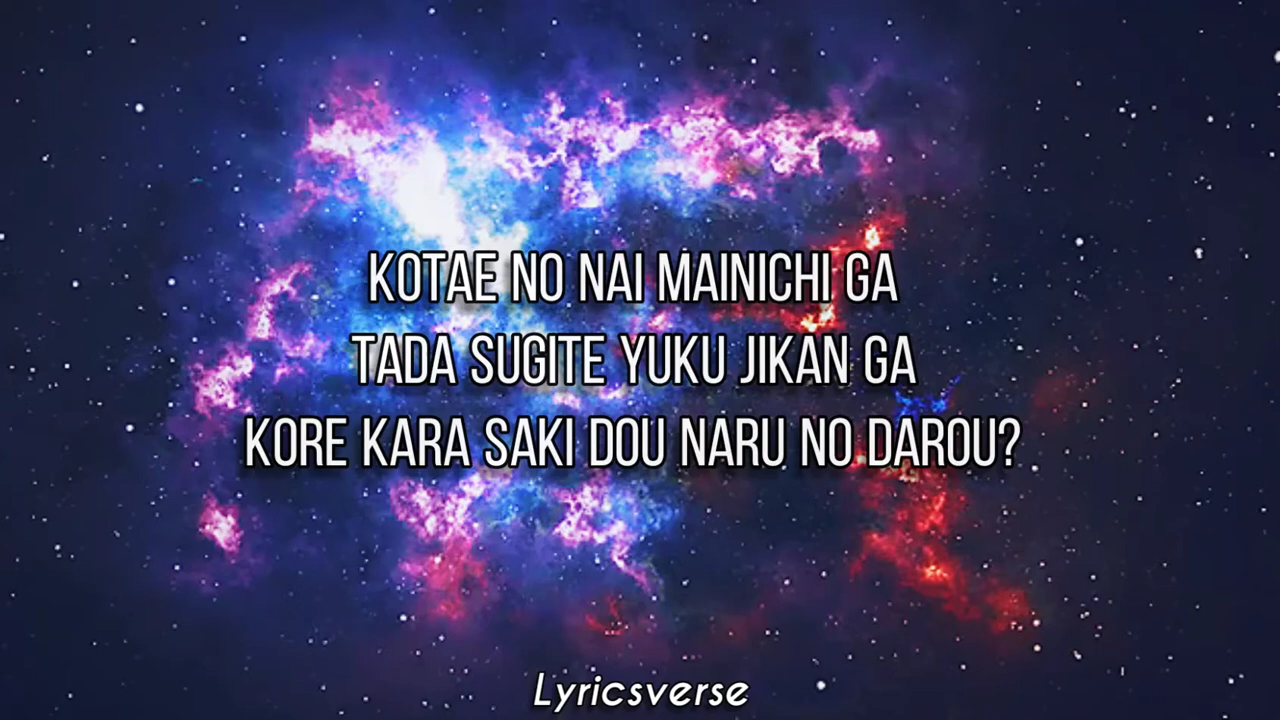 KOTAE NO NAI MAINICHI GA
TADA SUGITE YUKU JIKAN GA
KORE KARA SAKI DOU NARU NO DAROU?
Lyricsverse